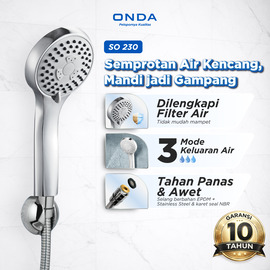 ONDA
Pelopornya Kualitas
SO 230
Semprotan Air Kencang,
Mandi jadi Gampang
Dilengkapi
Filter Air
Tidak mudah mampet
3 Mode
Keluaran Air
Tahan Panas
& Awet
Selang berbahan EPDM +
Stainless Steel & karet seal NBR
GARANSI
10
TAHUN